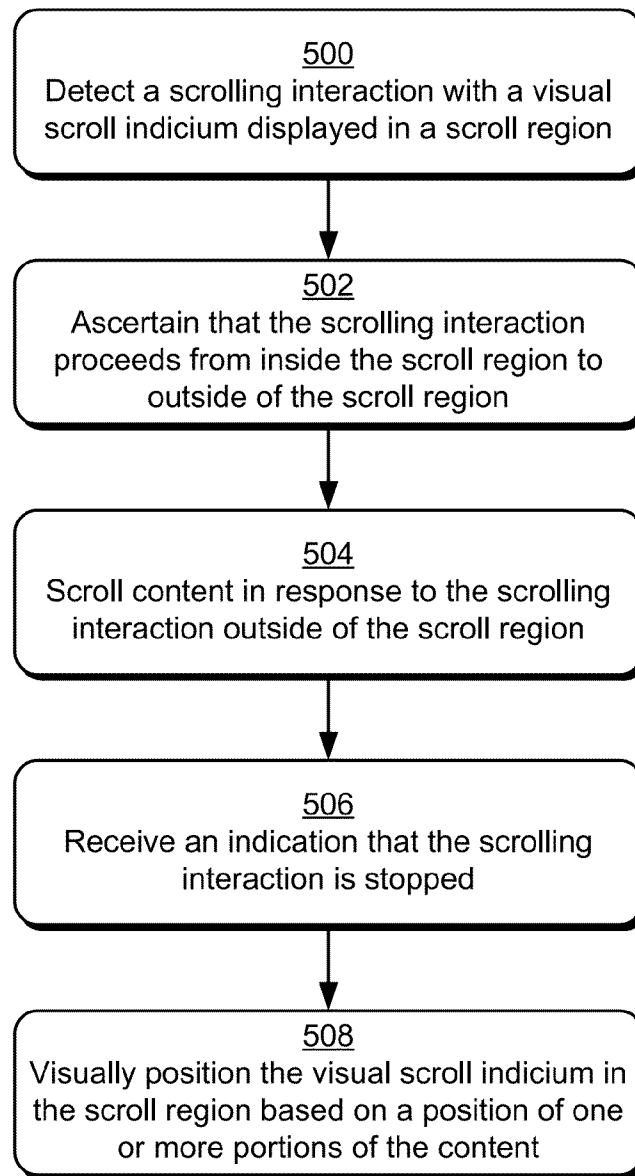 500
Detect a scrolling interaction with a visual
scroll indicium displayed in a scroll region
502
Ascertain that the scrolling interaction
proceeds from inside the scroll region to
outside of the scroll region
504
Scroll content in response to the scrolling
interaction outside of the scroll region
506
Receive an indication that the scrolling
interaction is stopped
508
Visually position the visual scroll indicium in
the scroll region based on a position of one
or more portions of the content